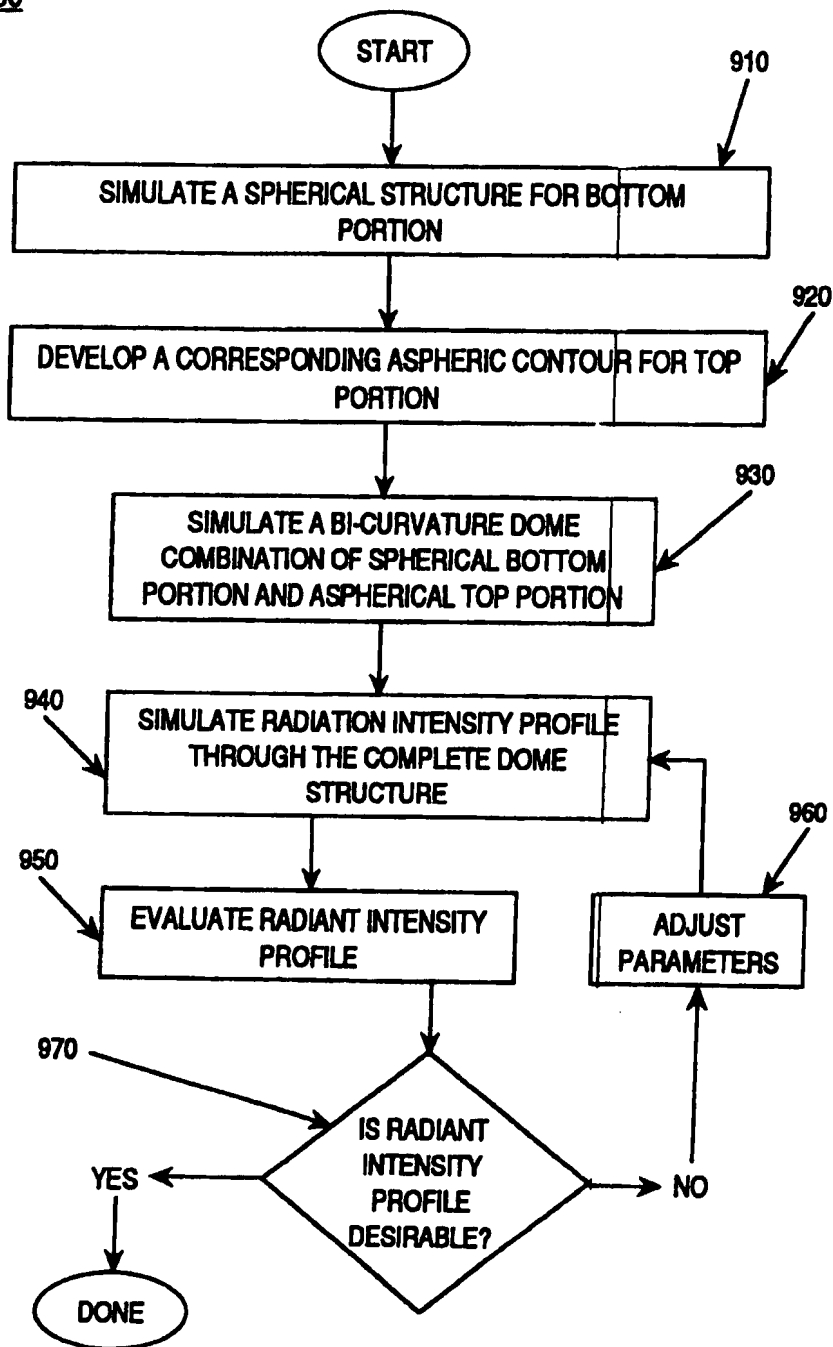 START
910
SIMULATE A SPHERICAL STRUCTURE FOR BOTTOM
PORTION
920
DEVELOP A CORRESPONDING ASPHERIC CONTOUR FOR TOP
PORTION
930
SIMULATE A BI-CURVATURE DOME
COMBINATION OF SPHERICAL BOTTOM
PORTION AND ASPHERICAL TOP PORTION
940
SIMULATE RADIATION INTENSITY PROFILE
THROUGH THE COMPLETE DOME
STRUCTURE
960
950
EVALUATE RADIANT INTENSITY
PROFILE
ADJUST
PARAMETERS
970
IS RADIANT
INTENSITY
PROFILE
DESIRABLE?
YES
NO
DONE